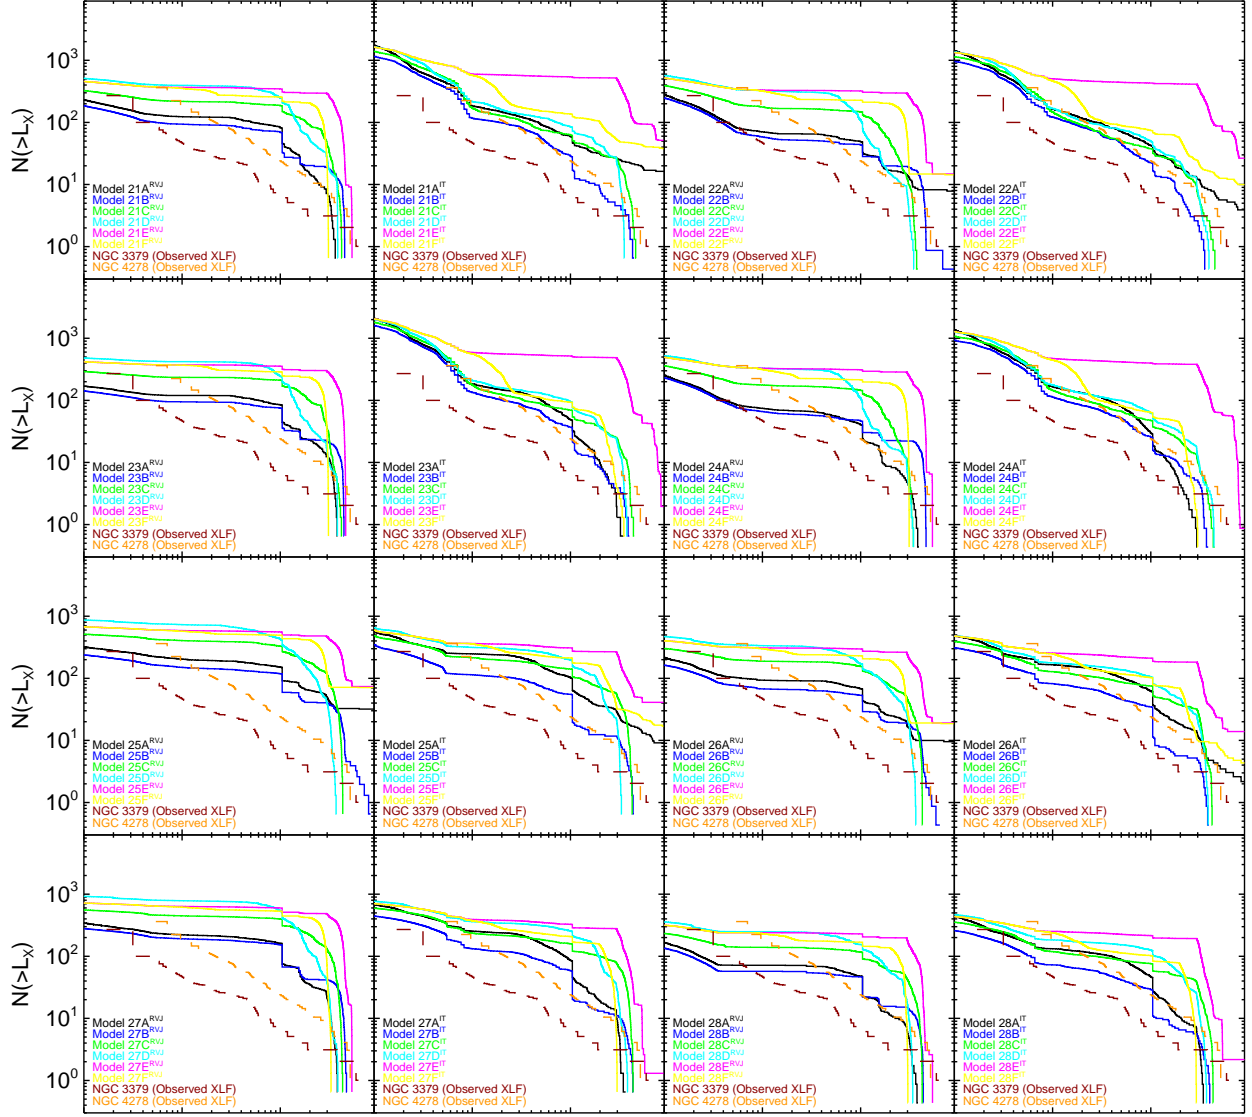 N(>L_X)
10^3
10^2
10^1
10^0
Model 21A^RVJ
Model 21B^RVJ
Model 21C^RVJ
Model 21D^RVJ
Model 21E^RVJ
Model 21F^RVJ
NGC 3379 (Observed XLF)
NGC 4278 (Observed XLF)
Model 21A^IT
Model 21B^IT
Model 21C^IT
Model 21D^IT
Model 21E^IT
Model 21F^IT
NGC 3379 (Observed XLF)
NGC 4278 (Observed XLF)
Model 22A^RVJ
Model 22B^RVJ
Model 22C^RVJ
Model 22D^RVJ
Model 22E^RVJ
Model 22F^RVJ
NGC 3379 (Observed XLF)
NGC 4278 (Observed XLF)
Model 22A^IT
Model 22B^IT
Model 22C^IT
Model 22D^IT
Model 22E^IT
Model 22F^IT
NGC 3379 (Observed XLF)
NGC 4278 (Observed XLF)
N(>L_X)
10^3
10^2
10^1
10^0
Model 23A^RVJ
Model 23B^RVJ
Model 23C^RVJ
Model 23D^RVJ
Model 23E^RVJ
Model 23F^RVJ
NGC 3379 (Observed XLF)
NGC 4278 (Observed XLF)
Model 23A^IT
Model 23B^IT
Model 23C^IT
Model 23D^IT
Model 23E^IT
Model 23F^IT
NGC 3379 (Observed XLF)
NGC 4278 (Observed XLF)
Model 24A^RVJ
Model 24B^RVJ
Model 24C^RVJ
Model 24D^RVJ
Model 24E^RVJ
Model 24F^RVJ
NGC 3379 (Observed XLF)
NGC 4278 (Observed XLF)
Model 24A^IT
Model 24B^IT
Model 24C^IT
Model 24D^IT
Model 24E^IT
Model 24F^IT
NGC 3379 (Observed XLF)
NGC 4278 (Observed XLF)
N(>L_X)
10^3
10^2
10^1
10^0
Model 25A^RVJ
Model 25B^RVJ
Model 25C^RVJ
Model 25D^RVJ
Model 25E^RVJ
Model 25F^RVJ
NGC 3379 (Observed XLF)
NGC 4278 (Observed XLF)
Model 25A^IT
Model 25B^IT
Model 25C^IT
Model 25D^IT
Model 25E^IT
Model 25F^IT
NGC 3379 (Observed XLF)
NGC 4278 (Observed XLF)
Model 26A^RVJ
Model 26B^RVJ
Model 26C^RVJ
Model 26D^RVJ
Model 26E^RVJ
Model 26F^RVJ
NGC 3379 (Observed XLF)
NGC 4278 (Observed XLF)
Model 26A^IT
Model 26B^IT
Model 26C^IT
Model 26D^IT
Model 26E^IT
Model 26F^IT
NGC 3379 (Observed XLF)
NGC 4278 (Observed XLF)
N(>L_X)
10^3
10^2
10^1
10^0
Model 27A^RVJ
Model 27B^RVJ
Model 27C^RVJ
Model 27D^RVJ
Model 27E^RVJ
Model 27F^RVJ
NGC 3379 (Observed XLF)
NGC 4278 (Observed XLF)
Model 27A^IT
Model 27B^IT
Model 27C^IT
Model 27D^IT
Model 27E^IT
Model 27F^IT
NGC 3379 (Observed XLF)
NGC 4278 (Observed XLF)
Model 28A^RVJ
Model 28B^RVJ
Model 28C^RVJ
Model 28D^RVJ
Model 28E^RVJ
Model 26F^RVJ
NGC 3379 (Observed XLF)
NGC 4278 (Observed XLF)
Model 28A^IT
Model 28B^IT
Model 28C^IT
Model 28D^IT
Model 28E^IT
Model 26F^IT
NGC 3379 (Observed XLF)
NGC 4278 (Observed XLF)